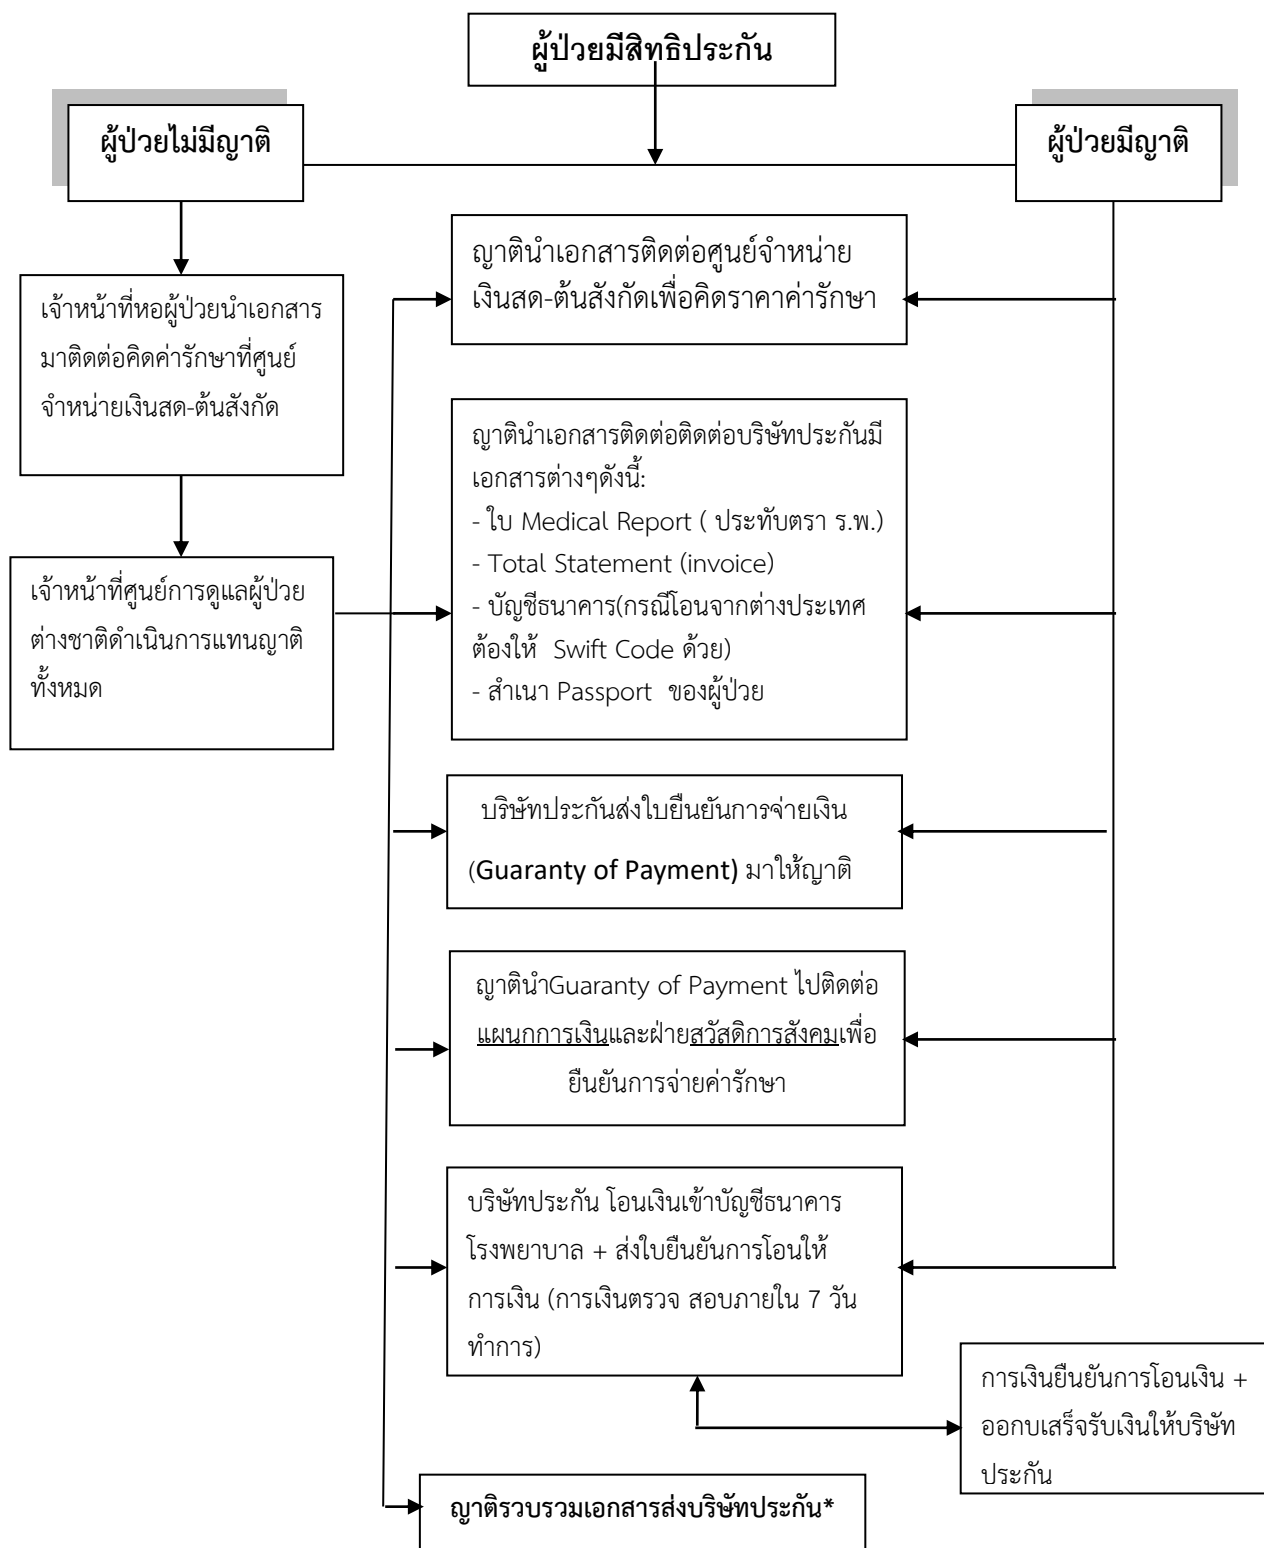 ผู้ป่วยมีสิทธิประกัน
ผู้ป่วยไม่มีญาติ
ผู้ป่วยมีญาติ
ญาตินำเอกสารติดต่อศูนย์จำหน่าย
เงินสด-ต้นสังกัดเพื่อคิดราคาค่ารักษา
เจ้าหน้าที่หอผู้ป่วยนำเอกสาร
มาติดต่อคิดค่ารักษาที่ศูนย์
จำหน่ายเงินสด-ต้นสังกัด
ญาตินำเอกสารติดต่อติดต่อบริษัทประกันมี
เอกสารต่างๆดังนี้:
- ใบ Medical Report ( ประทับตรา ร.พ.)
- Total Statement (invoice)
- บัญชีธนาคาร(กรณีโอนจากต่างประเทศ
ต้องให้ Swift Code ด้วย)
- สำเนา Passport ของผู้ป่วย
เจ้าหน้าที่ศูนย์การดูแลผู้ป่วย
ต่างชาติดำเนินการแทนญาติ
ทั้งหมด
บริษัทประกันส่งใบยืนยันการจ่ายเงิน
(Guaranty of Payment) มาให้ญาติ
ญาตินำGuaranty of Payment ไปติดต่อ
แผนกการเงินและฝ่ายสวัสดิการสังคมเพื่อ
ยืนยันการจ่ายค่ารักษา
บริษัทประกัน โอนเงินเข้าบัญชีธนาคาร
โรงพยาบาล + ส่งใบยืนยันการโอนให้
การเงิน (การเงินตรวจ สอบภายใน 7 วัน
ทำการ)
การเงินยืนยันการโอนเงิน +
ออกบเสร็จรับเงินให้บริษัท
ประกัน
ญาติรวบรวมเอกสารส่งบริษัทประกัน*